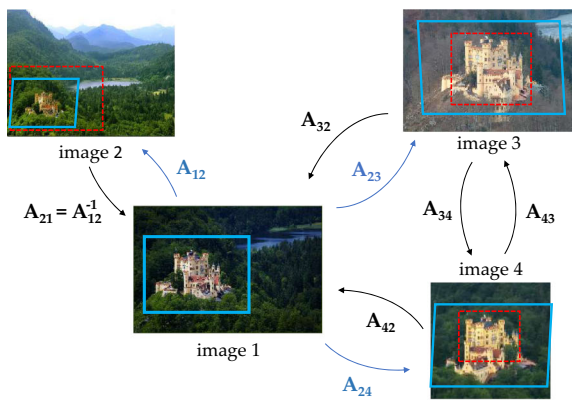 image 2
A₁₂
A₂₁ = A₁₂⁻¹
A₃₂
A₂₃
image 3
A₃₄
A₄₃
image 4
A₄₂
image 1
A₂₄